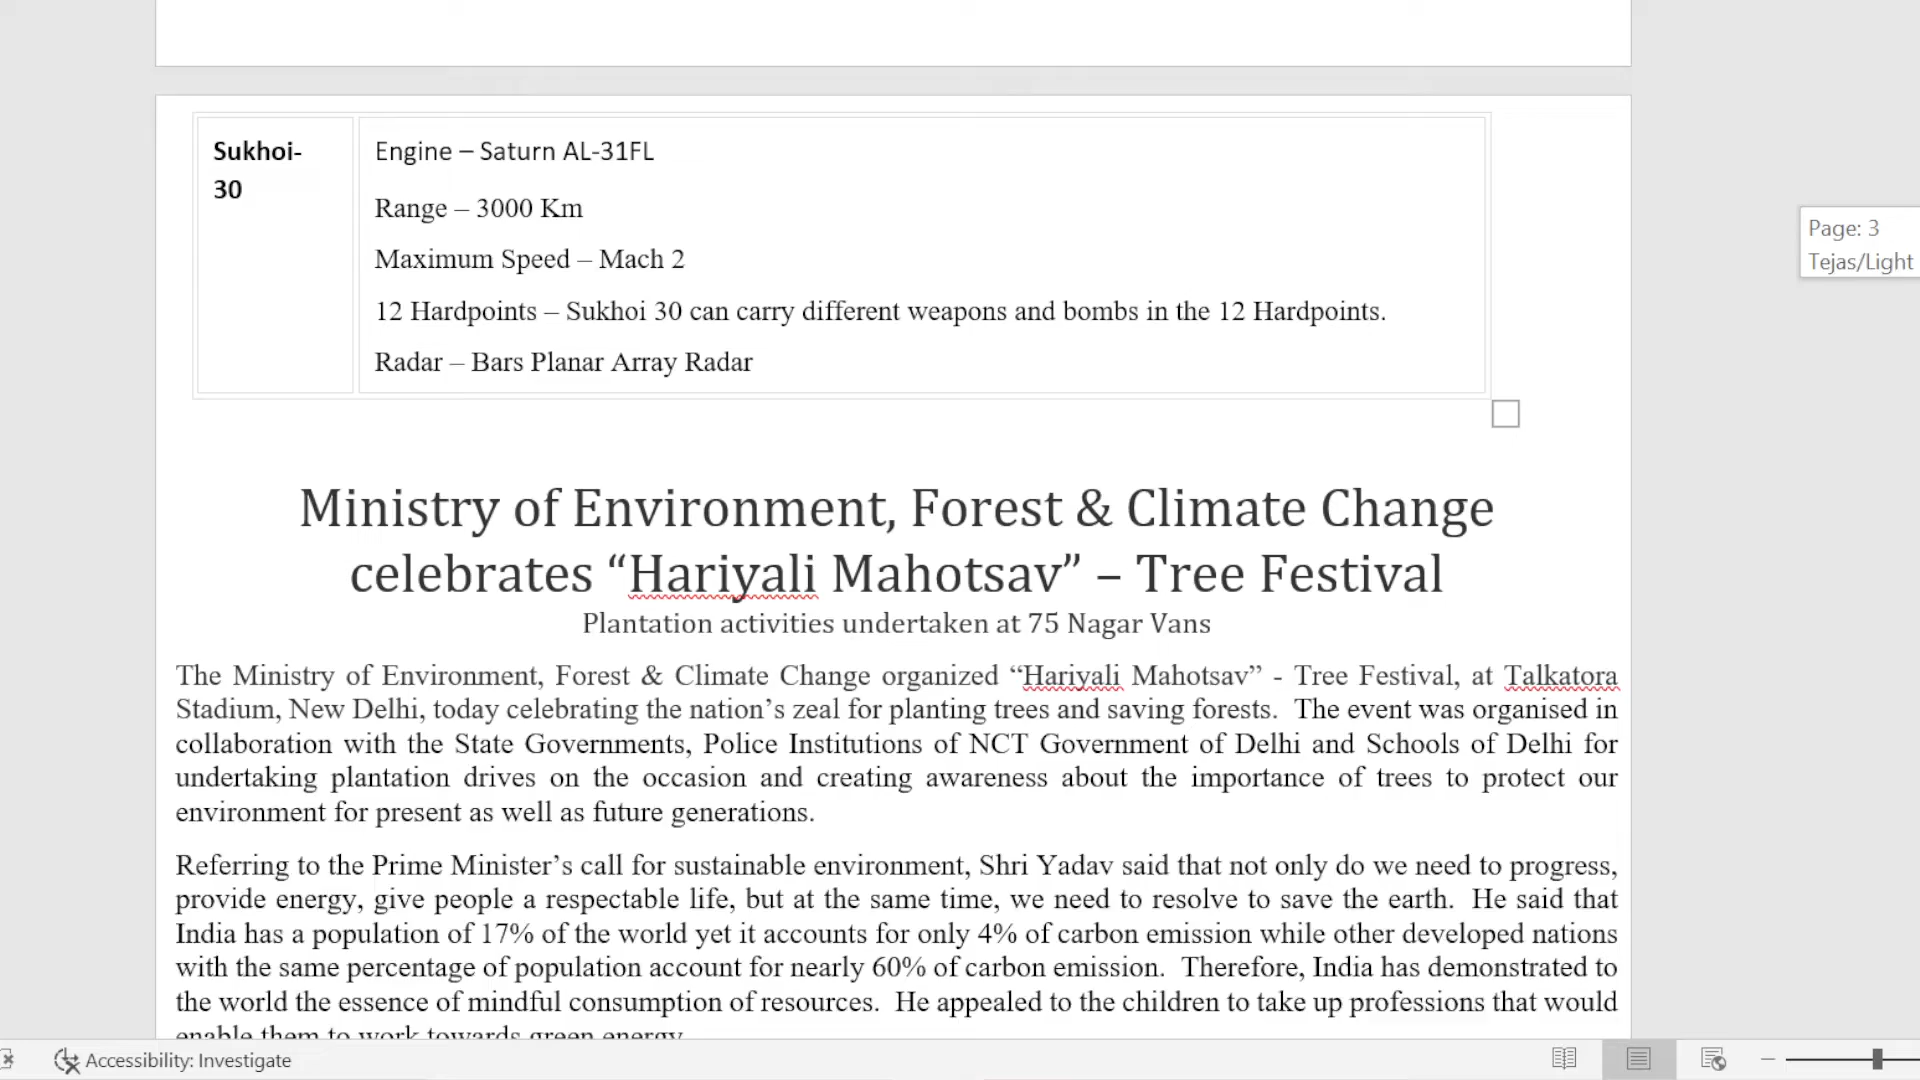 Sukhoi-
30
Engine – Saturn AL-31FL
Range – 3000 Km
Maximum Speed – Mach 2
12 Hardpoints – Sukhoi 30 can carry different weapons and bombs in the 12 Hardpoints.
Radar – Bars Planar Array Radar
Page: 3
Tejas/Light
Ministry of Environment, Forest & Climate Change
celebrates “Hariyali Mahotsav” – Tree Festival
Plantation activities undertaken at 75 Nagar Vans
The Ministry of Environment, Forest & Climate Change organized “Hariyali Mahotsav” - Tree Festival, at Talkatora
Stadium, New Delhi, today celebrating the nation’s zeal for planting trees and saving forests. The event was organised in
collaboration with the State Governments, Police Institutions of NCT Government of Delhi and Schools of Delhi for
undertaking plantation drives on the occasion and creating awareness about the importance of trees to protect our
environment for present as well as future generations.
Referring to the Prime Minister’s call for sustainable environment, Shri Yadav said that not only do we need to progress,
provide energy, give people a respectable life, but at the same time, we need to resolve to save the earth. He said that
India has a population of 17% of the world yet it accounts for only 4% of carbon emission while other developed nations
with the same percentage of population account for nearly 60% of carbon emission. Therefore, India has demonstrated to
the world the essence of mindful consumption of resources. He appealed to the children to take up professions that would
enable them to work towards green energy
Accessibility: Investigate